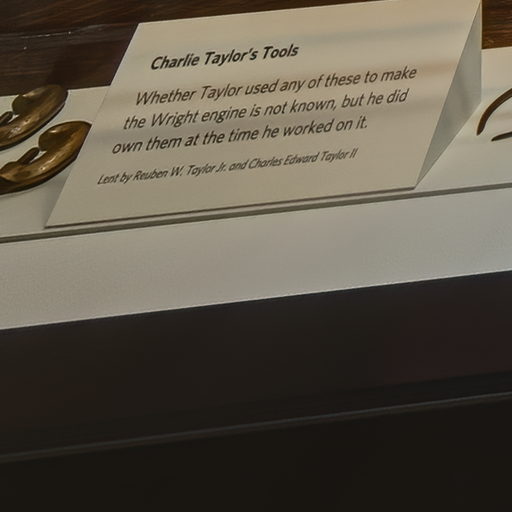 Charlie Taylor's Tools
Whether Taylor used any of these to make
the Wright engine is not known, but he did
own them at the time he worked on it.
Lent by Reuben W. Taylor Jr. and Charles Edward Taylor II